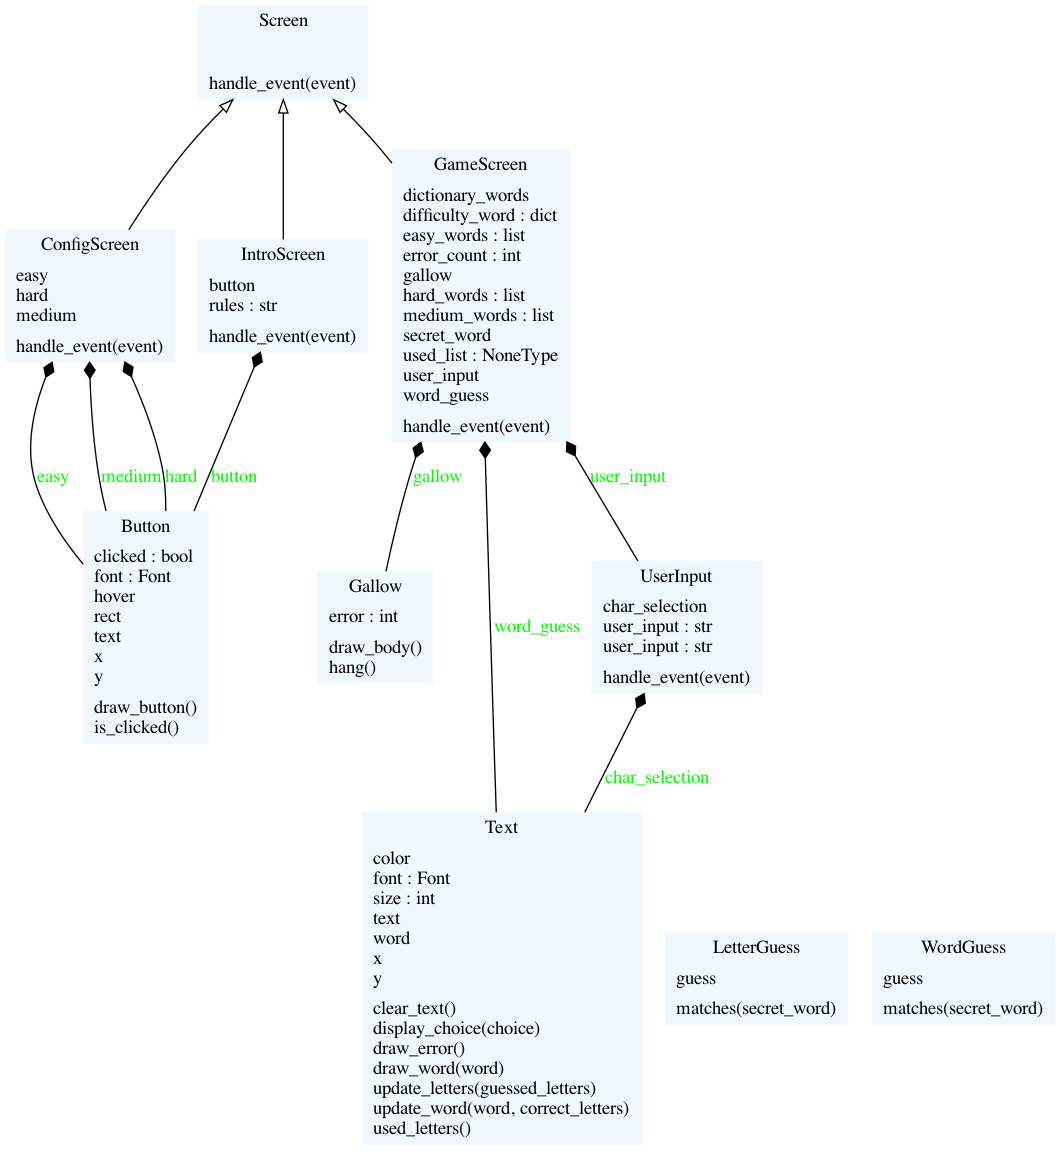 Screen
handle_event(event)
GameScreen
dictionary_words
difficulty_word : dict
easy_words : list
error_count : int
gallow
hard_words : list
medium_words : list
secret_word
used_list : NoneType
user_input
word_guess
handle_event(event)
ConfigScreen
easy
hard
medium
handle_event(event)
IntroScreen
button
rules : str
handle_event(event)
easy
medium
hard
button
gallow
user_input
Button
clicked : bool
font : Font
hover
rect
text
x
y
draw_button()
is_clicked()
Gallow
error : int
draw_body()
hang()
word_guess
UserInput
char_selection
user_input : str
user_input : str
handle_event(event)
char_selection
Text
color
font : Font
size : int
text
word
x
y
clear_text()
display_choice(choice)
draw_error()
draw_word(word)
update_letters(guessed_letters)
update_word(word, correct_letters)
used_letters()
LetterGuess
guess
matches(secret_word)
WordGuess
guess
matches(secret_word)